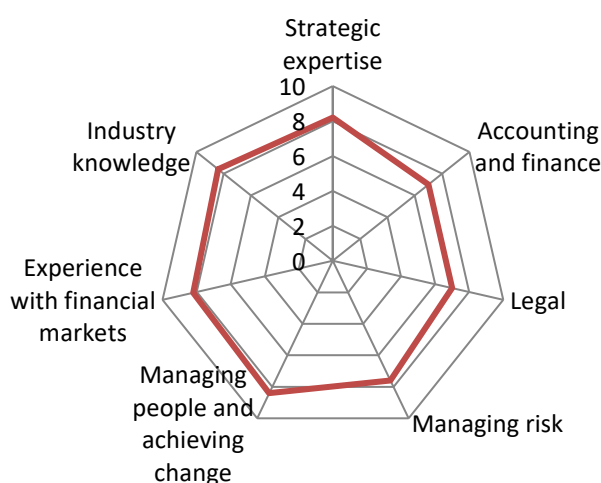 Strategic
expertise
10
8
6
4
2
0
Accounting
and finance
Legal
Managing risk
Managing
people and
achieving
change
Experience
with financial
markets
Industry
knowledge